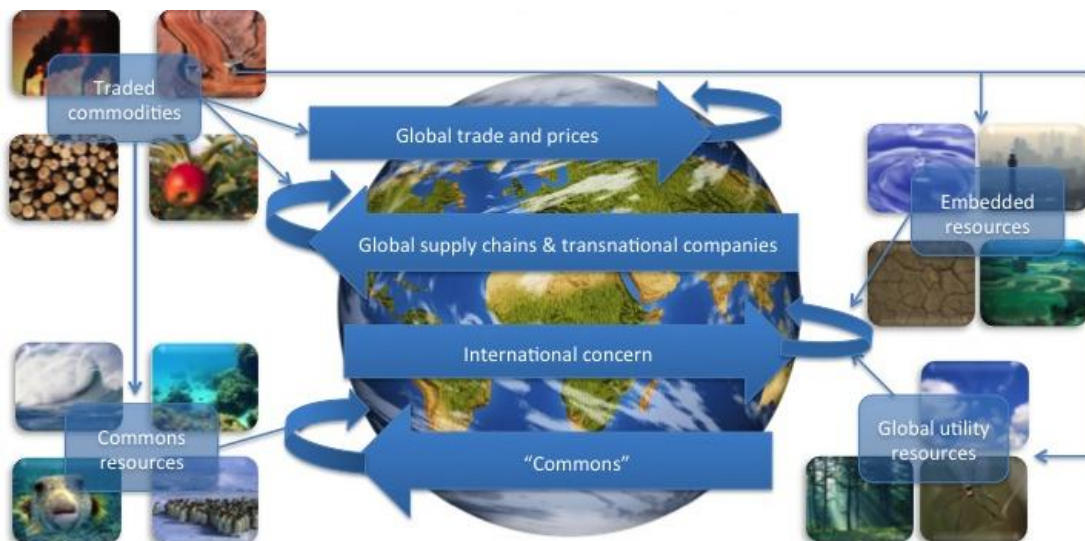 Traded
commodities
Global trade and prices
Embedded
resources
Global supply chains & transnational companies
International concern
Commons
resources
Global utility
resources
“Commons”